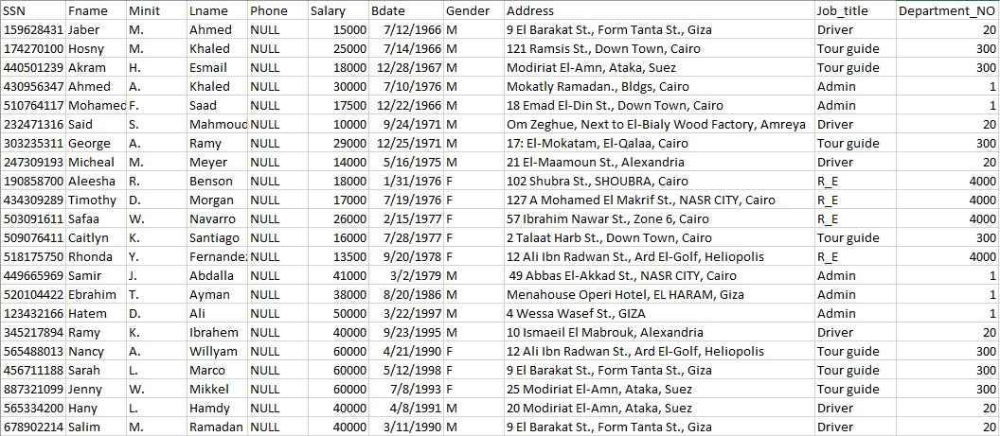 SSN Fname Minit Lname Phone Salary Bdate Gender Address Job_title Department_NO
159628431 Jaber M. Ahmed NULL 15000 7/12/1966 M 9 El Barakat St., Form Tanta St., Giza Driver 20
174270100 Hosny M. Khaled NULL 25000 7/14/1966 M 121 Ramsis St., Down Town, Cairo Tour guide 300
440501239 Akram H. Esmail NULL 18000 12/28/1967 M Modiriat El-Amn, Ataka, Suez Tour guide 300
430956347 Ahmed A. Khaled NULL 30000 7/10/1976 M Mokatly Ramadan., Bldgs, Cairo Admin 1
510764117 Mohamed F. Saad NULL 17500 12/22/1966 M 18 Emad El-Din St., Down Town, Cairo Admin 1
232471316 Said S. Mahmoud NULL 10000 9/24/1971 M Om Zeghue, Next to El-Bialy Wood Factory, Amreya Driver 20
303235311 George A. Ramy NULL 29000 12/25/1971 M 17: El-Mokatam, El-Qalaa, Cairo Tour guide 300
247309193 Micheal M. Meyer NULL 14000 5/16/1975 M 21 El-Maamoun St., Alexandria Driver 20
190858700 Aleesha R. Benson NULL 18000 1/31/1976 F 102 Shubra St., SHOUBRA, Cairo R_E 4000
434309289 Timothy D. Morgan NULL 17000 7/19/1976 F 127 A Mohamed El Makrif St., NASR CITY, Cairo R_E 4000
503091611 Safaa W. Navarro NULL 26000 2/15/1977 F 57 Ibrahim Nawar St., Zone 6, Cairo R_E 4000
509076411 Caitlyn K. Santiago NULL 16000 7/28/1977 F 2 Talaat Harb St., Down Town, Cairo Tour guide 300
518175750 Rhonda Y. Fernande NULL 13500 9/20/1978 F 12 Ali Ibn Radwan St., Ard El-Golf, Heliopolis R_E 4000
449665969 Samir J. Abdalla NULL 41000 3/2/1979 M 49 Abbas El-Akkad St., NASR CITY, Cairo Admin 1
520104422 Ebrahim T. Ayman NULL 38000 8/20/1986 M Menahouse Operi Hotel, EL HARAM, Giza Admin 1
123432166 Hatem D. Ali NULL 50000 3/22/1997 M 4 Wessa Wasef St., GIZA Admin 1
345217894 Ramy K. Ibrahem NULL 40000 9/23/1995 M 10 Ismaeil El Mabrouk, Alexandria Driver 20
565488013 Nancy A. Willyam NULL 60000 4/21/1990 F 12 Ali Ibn Radwan St., Ard El-Golf, Heliopolis Tour guide 300
456711188 Sarah L. Marco NULL 60000 5/12/1998 F 9 El Barakat St., Form Tanta St., Giza Tour guide 300
887321099 Jenny W. Mikkel NULL 60000 7/8/1993 F 25 Modiriat El-Amn, Ataka, Suez Tour guide 300
565334200 Hany L. Hamdy NULL 40000 4/8/1991 M 20 Modiriat El-Amn, Ataka, Suez Driver 20
678902214 Salim M. Ramadan NULL 40000 3/11/1990 M 9 El Barakat St., Form Tanta St., Giza Driver 20